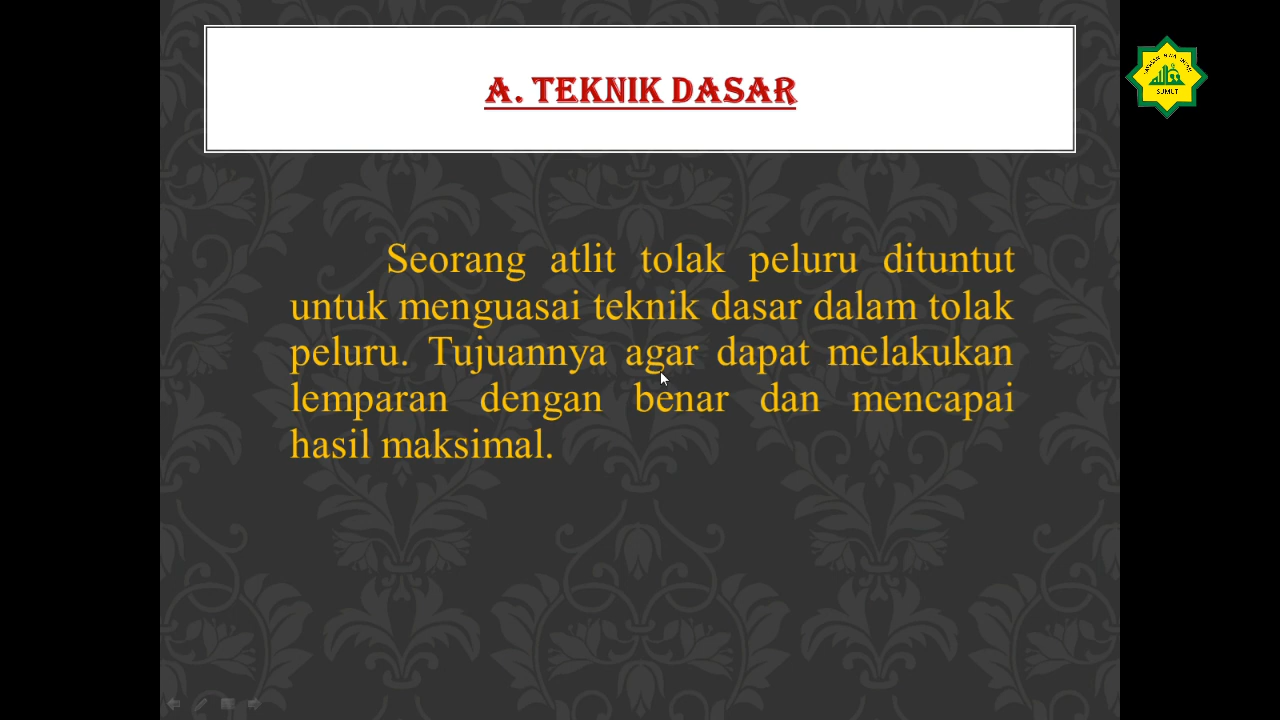 A. TEKNIK DASAR
Seorang atlit tolak peluru dituntut
untuk menguasai teknik dasar dalam tolak
peluru. Tujuannya agar dapat melakukan
lemparan dengan benar dan mencapai
hasil maksimal.
SUMUT